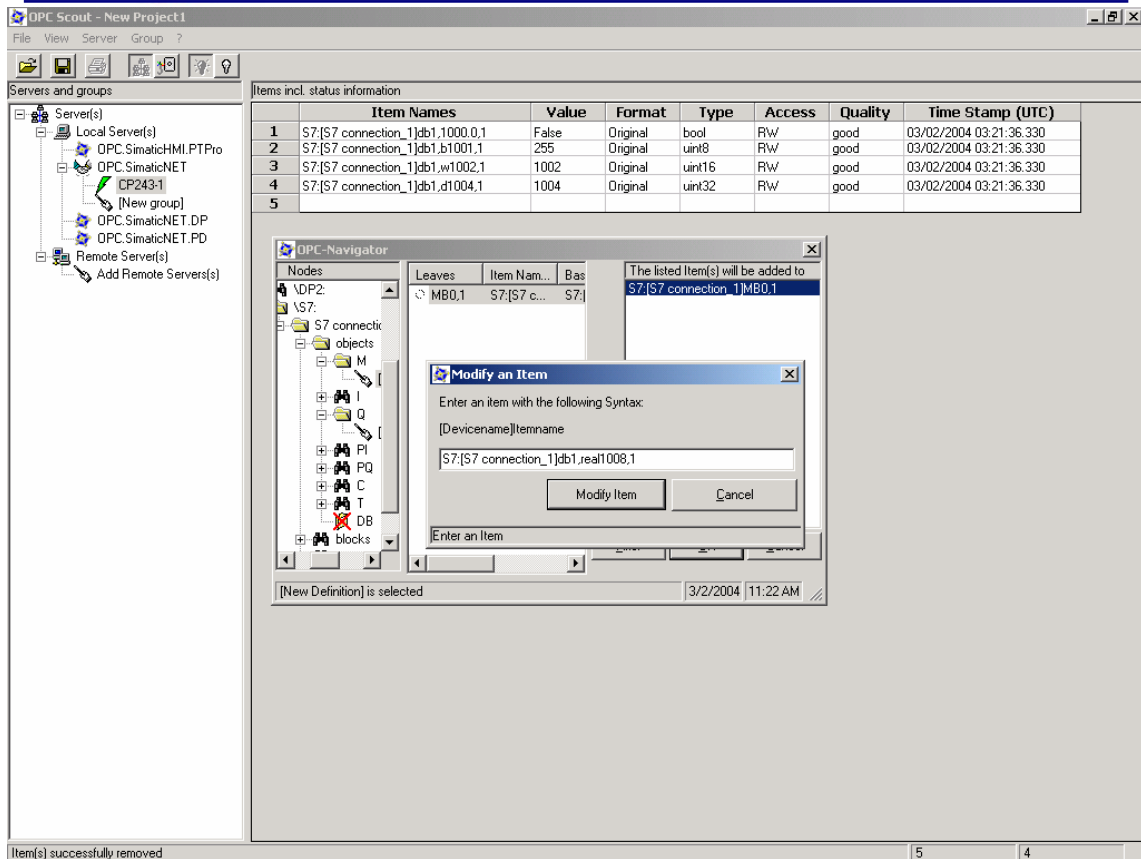 OPC Scout - New Project1
File View Server Group ?
Servers and groups
Items incl. status information
Server(s)
Local Server(s)
OPC.SimaticHMI.PTPro
OPC.SimaticNET
CP243-1
[New group]
OPC.SimaticNET.DP
OPC.SimaticNET.PD
Remote Server(s)
Add Remote Servers(s)
Item Names Value Format Type Access Quality Time Stamp (UTC)
1 S7:[S7 connection_1]db1,1000.0,1 False Original bool RW good 03/02/2004 03:21:36.330
2 S7:[S7 connection_1]db1,b1001,1 255 Original uint8 RW good 03/02/2004 03:21:36.330
3 S7:[S7 connection_1]db1,w1002,1 1002 Original uint16 RW good 03/02/2004 03:21:36.330
4 S7:[S7 connection_1]db1,d1004,1 1004 Original uint32 RW good 03/02/2004 03:21:36.330
5
OPC-Navigator
Nodes
\DP2:
\S7:
S7 connectic
objects
M
[
I
Q
[
PI
PQ
C
T
DB
blocks
Leaves Item Nam... Bas
MB0,1 S7:[S7 c... S7:[
The listed Item(s) will be added to
S7:[S7 connection_1]MB0,1
Modify an Item
Enter an item with the following Syntax:
[Devicename]Itemname
S7:[S7 connection_1]db1,real1008,1
Modify Item Cancel
Enter an Item
[New Definition] is selected 3/2/2004 11:22 AM
Item(s) successfully removed 5 4